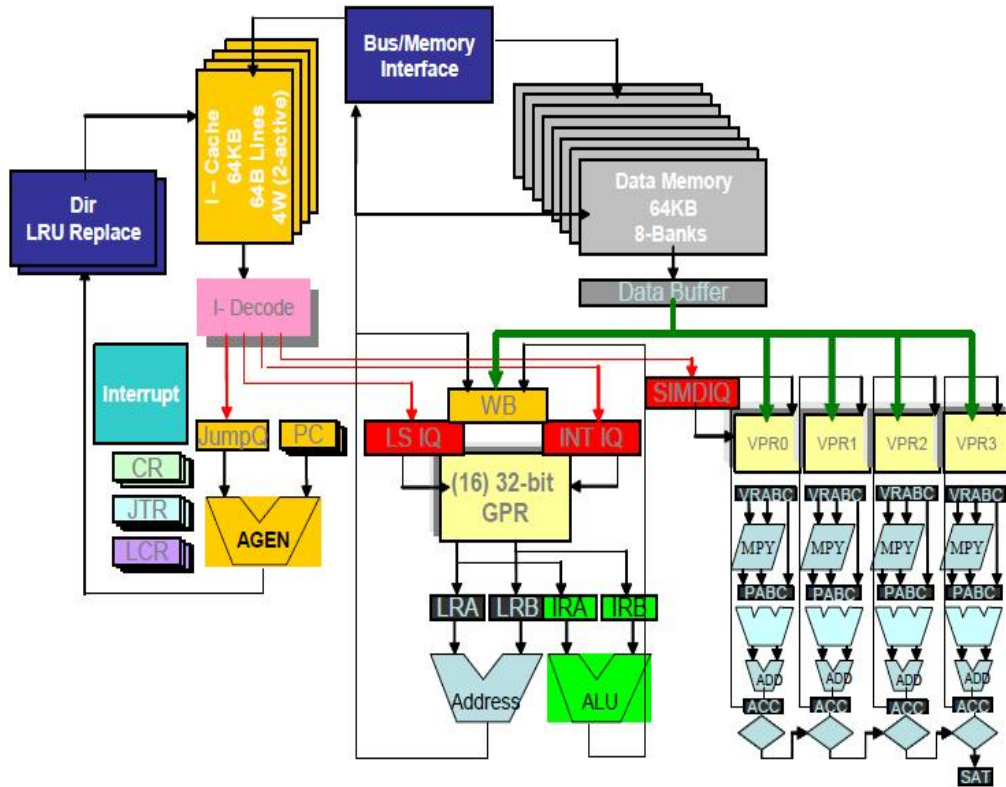 Bus/Memory
Interface
I – Cache
64KB
64B Lines
4W (2-active)
Dir
LRU Replace
Data Memory
64KB
8-Banks
Data Buffer
I- Decode
Interrupt
JumpQ
PC
WB
LS IQ
INT IQ
SIMDIQ
VPR0
VPR1
VPR2
VPR3
CR
JTR
LCR
AGEN
(16) 32-bit
GPR
VRABC
VRABC
VRABC
VRABC
MPY
MPY
MPY
MPY
PABC
PABC
PABC
PABC
LRA
LRB
IRA
IRB
Address
ALU
ADD
ADD
ADD
ADD
ACC
ACC
ACC
ACC
SAT